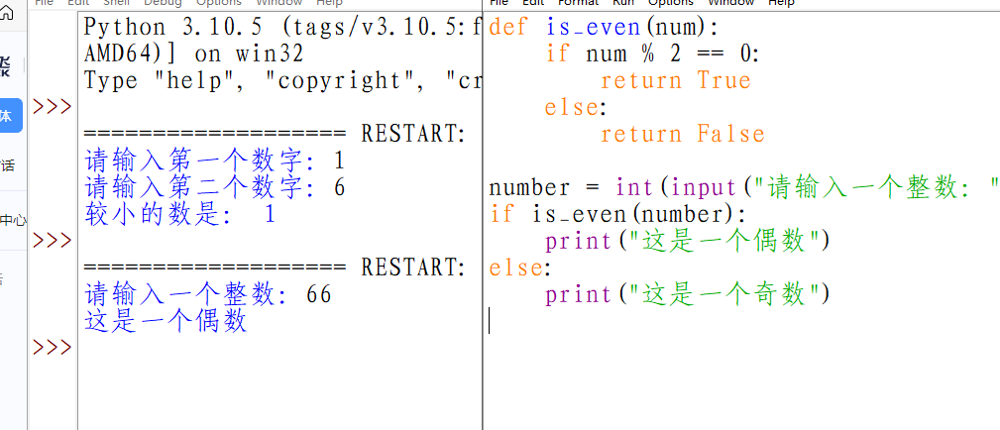 File Edit Shell Debug Options Window Help
Python 3.10.5 (tags/v3.10.5:f
AMD64)] on win32
Type "help", "copyright", "cr
>>>
=================== RESTART:
请输入第一个数字: 1
请输入第二个数字: 6
较小的数是: 1
>>>
=================== RESTART:
请输入一个整数: 66
这是一个偶数
>>>
体
话
中心
File Edit Format Run Options Window Help
def is_even(num):
    if num % 2 == 0:
        return True
    else:
        return False
number = int(input("请输入一个整数: "
if is_even(number):
    print("这是一个偶数")
else:
    print("这是一个奇数")